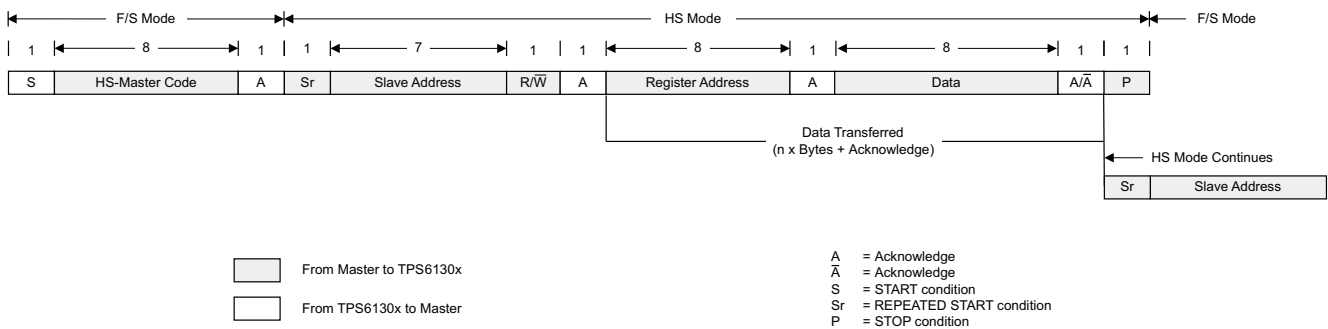 F/S Mode HS Mode F/S Mode
1 8 1 1 7 1 1 8 1 8 1 1
S HS-Master Code A Sr Slave Address R/W̅ A Register Address A Data A/A̅ P
Data Transferred
(n x Bytes + Acknowledge)
HS Mode Continues
Sr Slave Address
From Master to TPS6130x
From TPS6130x to Master
A = Acknowledge
A̅ = Acknowledge
S = START condition
Sr = REPEATED START condition
P = STOP condition